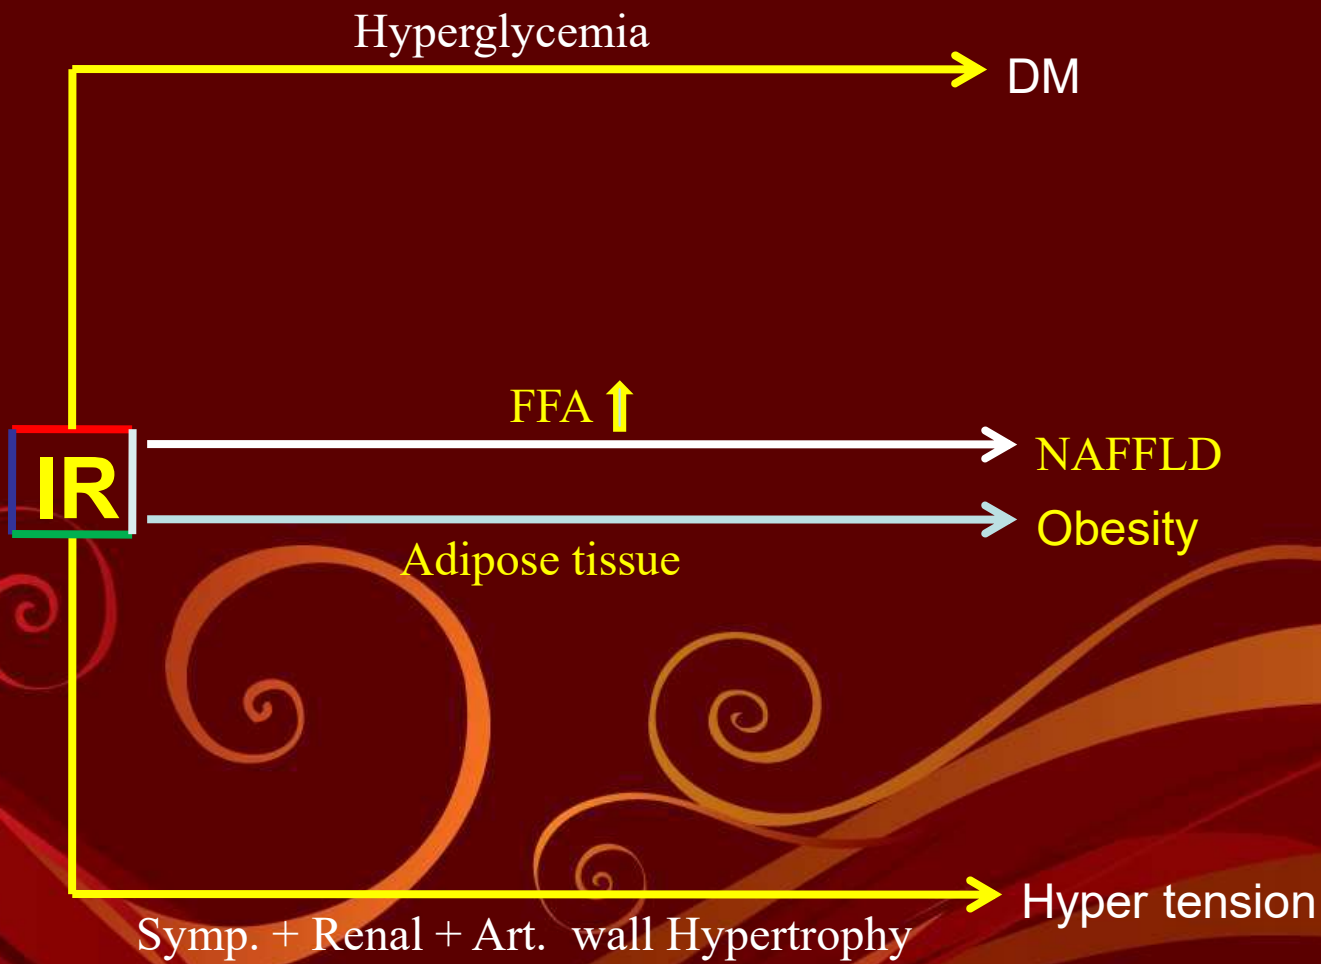 Hyperglycemia
DM
FFA
NAFFLD
IR
Obesity
Adipose tissue
Hyper tension
Symp. + Renal + Art. wall Hypertrophy